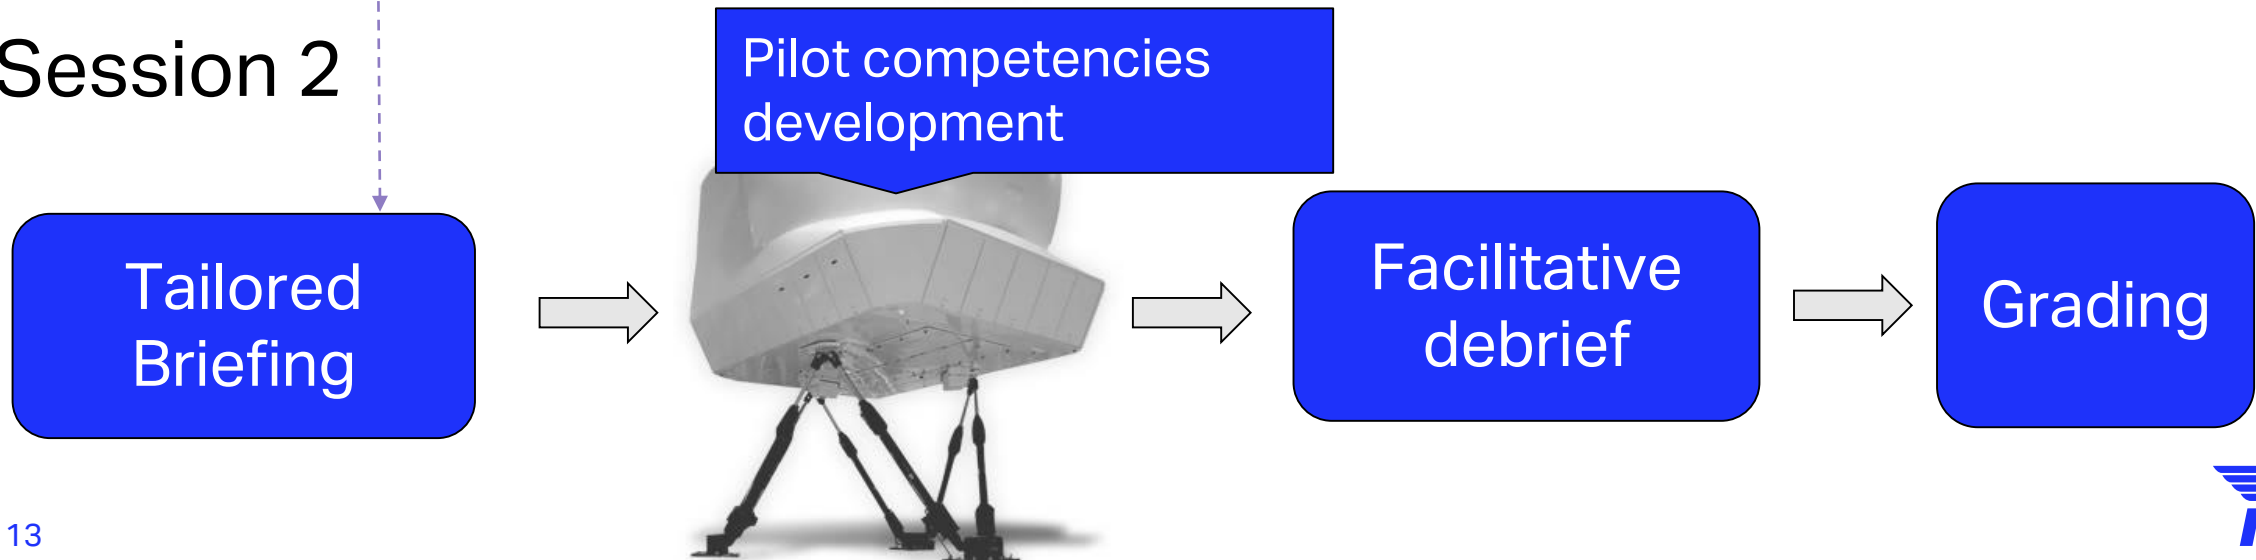 Session 2
Pilot competencies
development
Tailored
Briefing
Facilitative
debrief
Grading
13